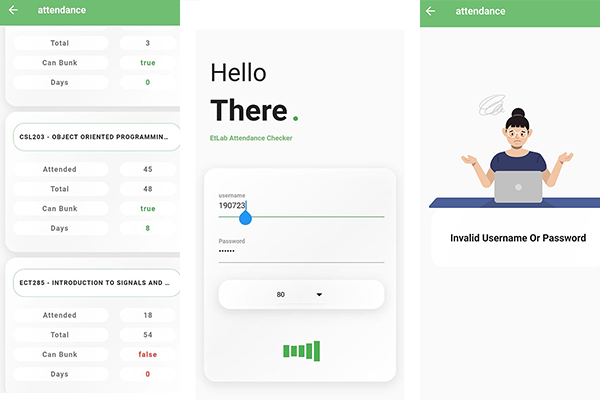 attendance
Total 3
Can Bunk true
Days 0
CSL203 - OBJECT ORIENTED PROGRAMMIN...
Attended 45
Total 48
Can Bunk true
Days 8
ECT285 - INTRODUCTION TO SIGNALS AND ...
Attended 18
Total 54
Can Bunk false
Days 0
Hello
There.
EtLab Attendance Checker
username
190723
Password
••••••
80
attendance
Invalid Username Or Password